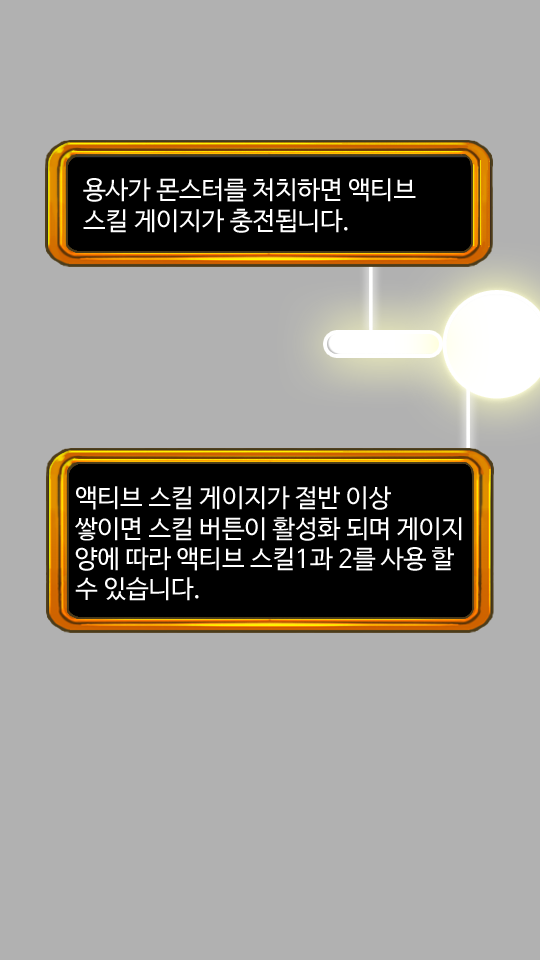 용사가 몬스터를 처치하면 액티브
스킬 게이지가 충전됩니다.
액티브 스킬 게이지가 절반 이상
쌓이면 스킬 버튼이 활성화 되며 게이지
양에 따라 액티브 스킬1과 2를 사용 할
수 있습니다.